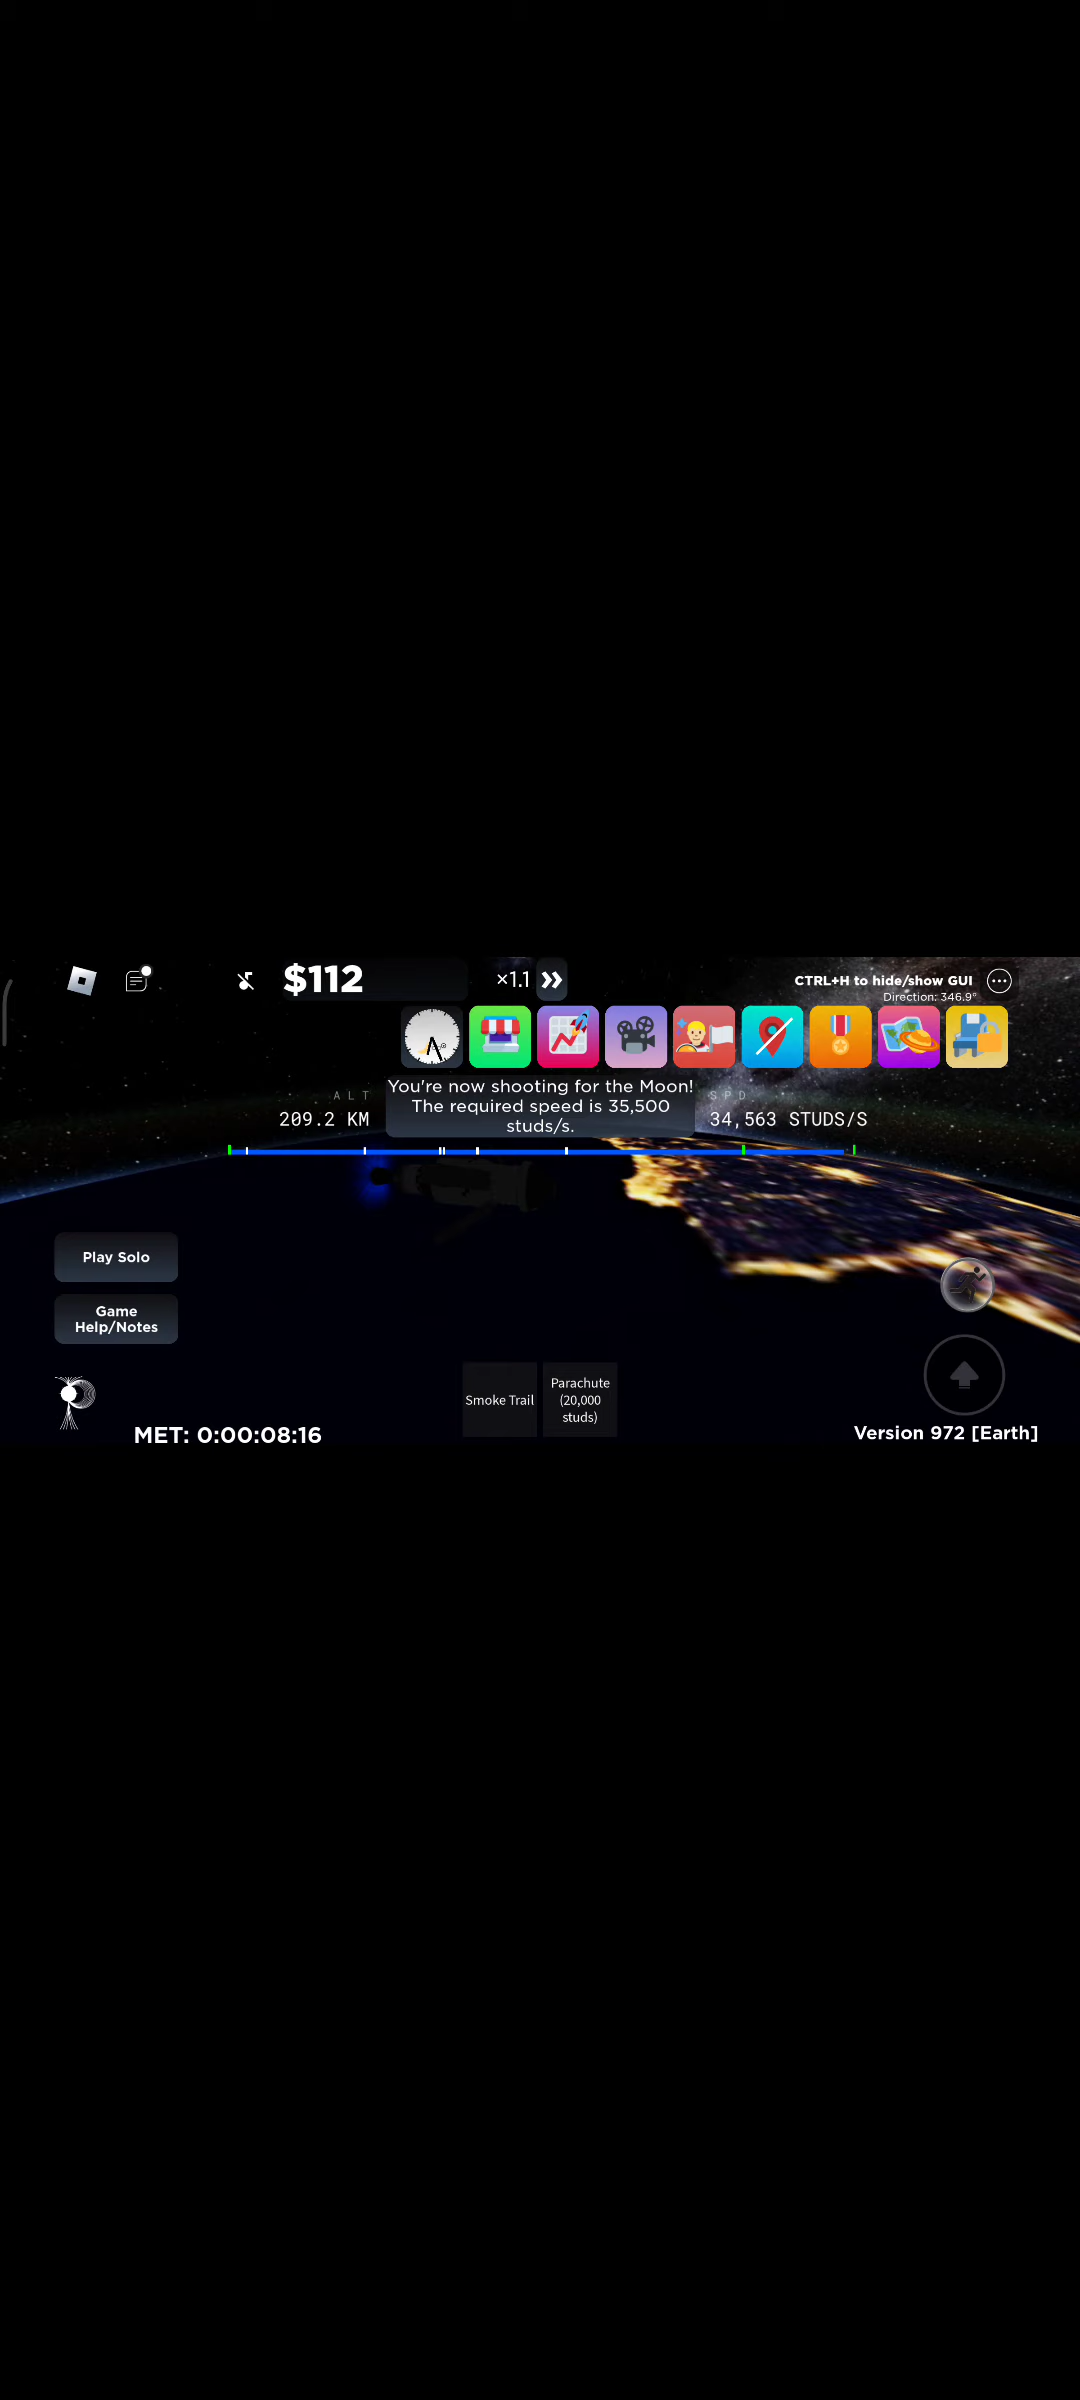 $112
×1.1
CTRL+H to hide/show GUI
Direction: 346.9°
ALT
209.2 KM
You're now shooting for the Moon!
The required speed is 35,500
studs/s.
SPD
34,563 STUDS/S
Play Solo
Game
Help/Notes
Smoke Trail
Parachute
(20,000
studs)
MET: 0:00:08:16
Version 972 [Earth]